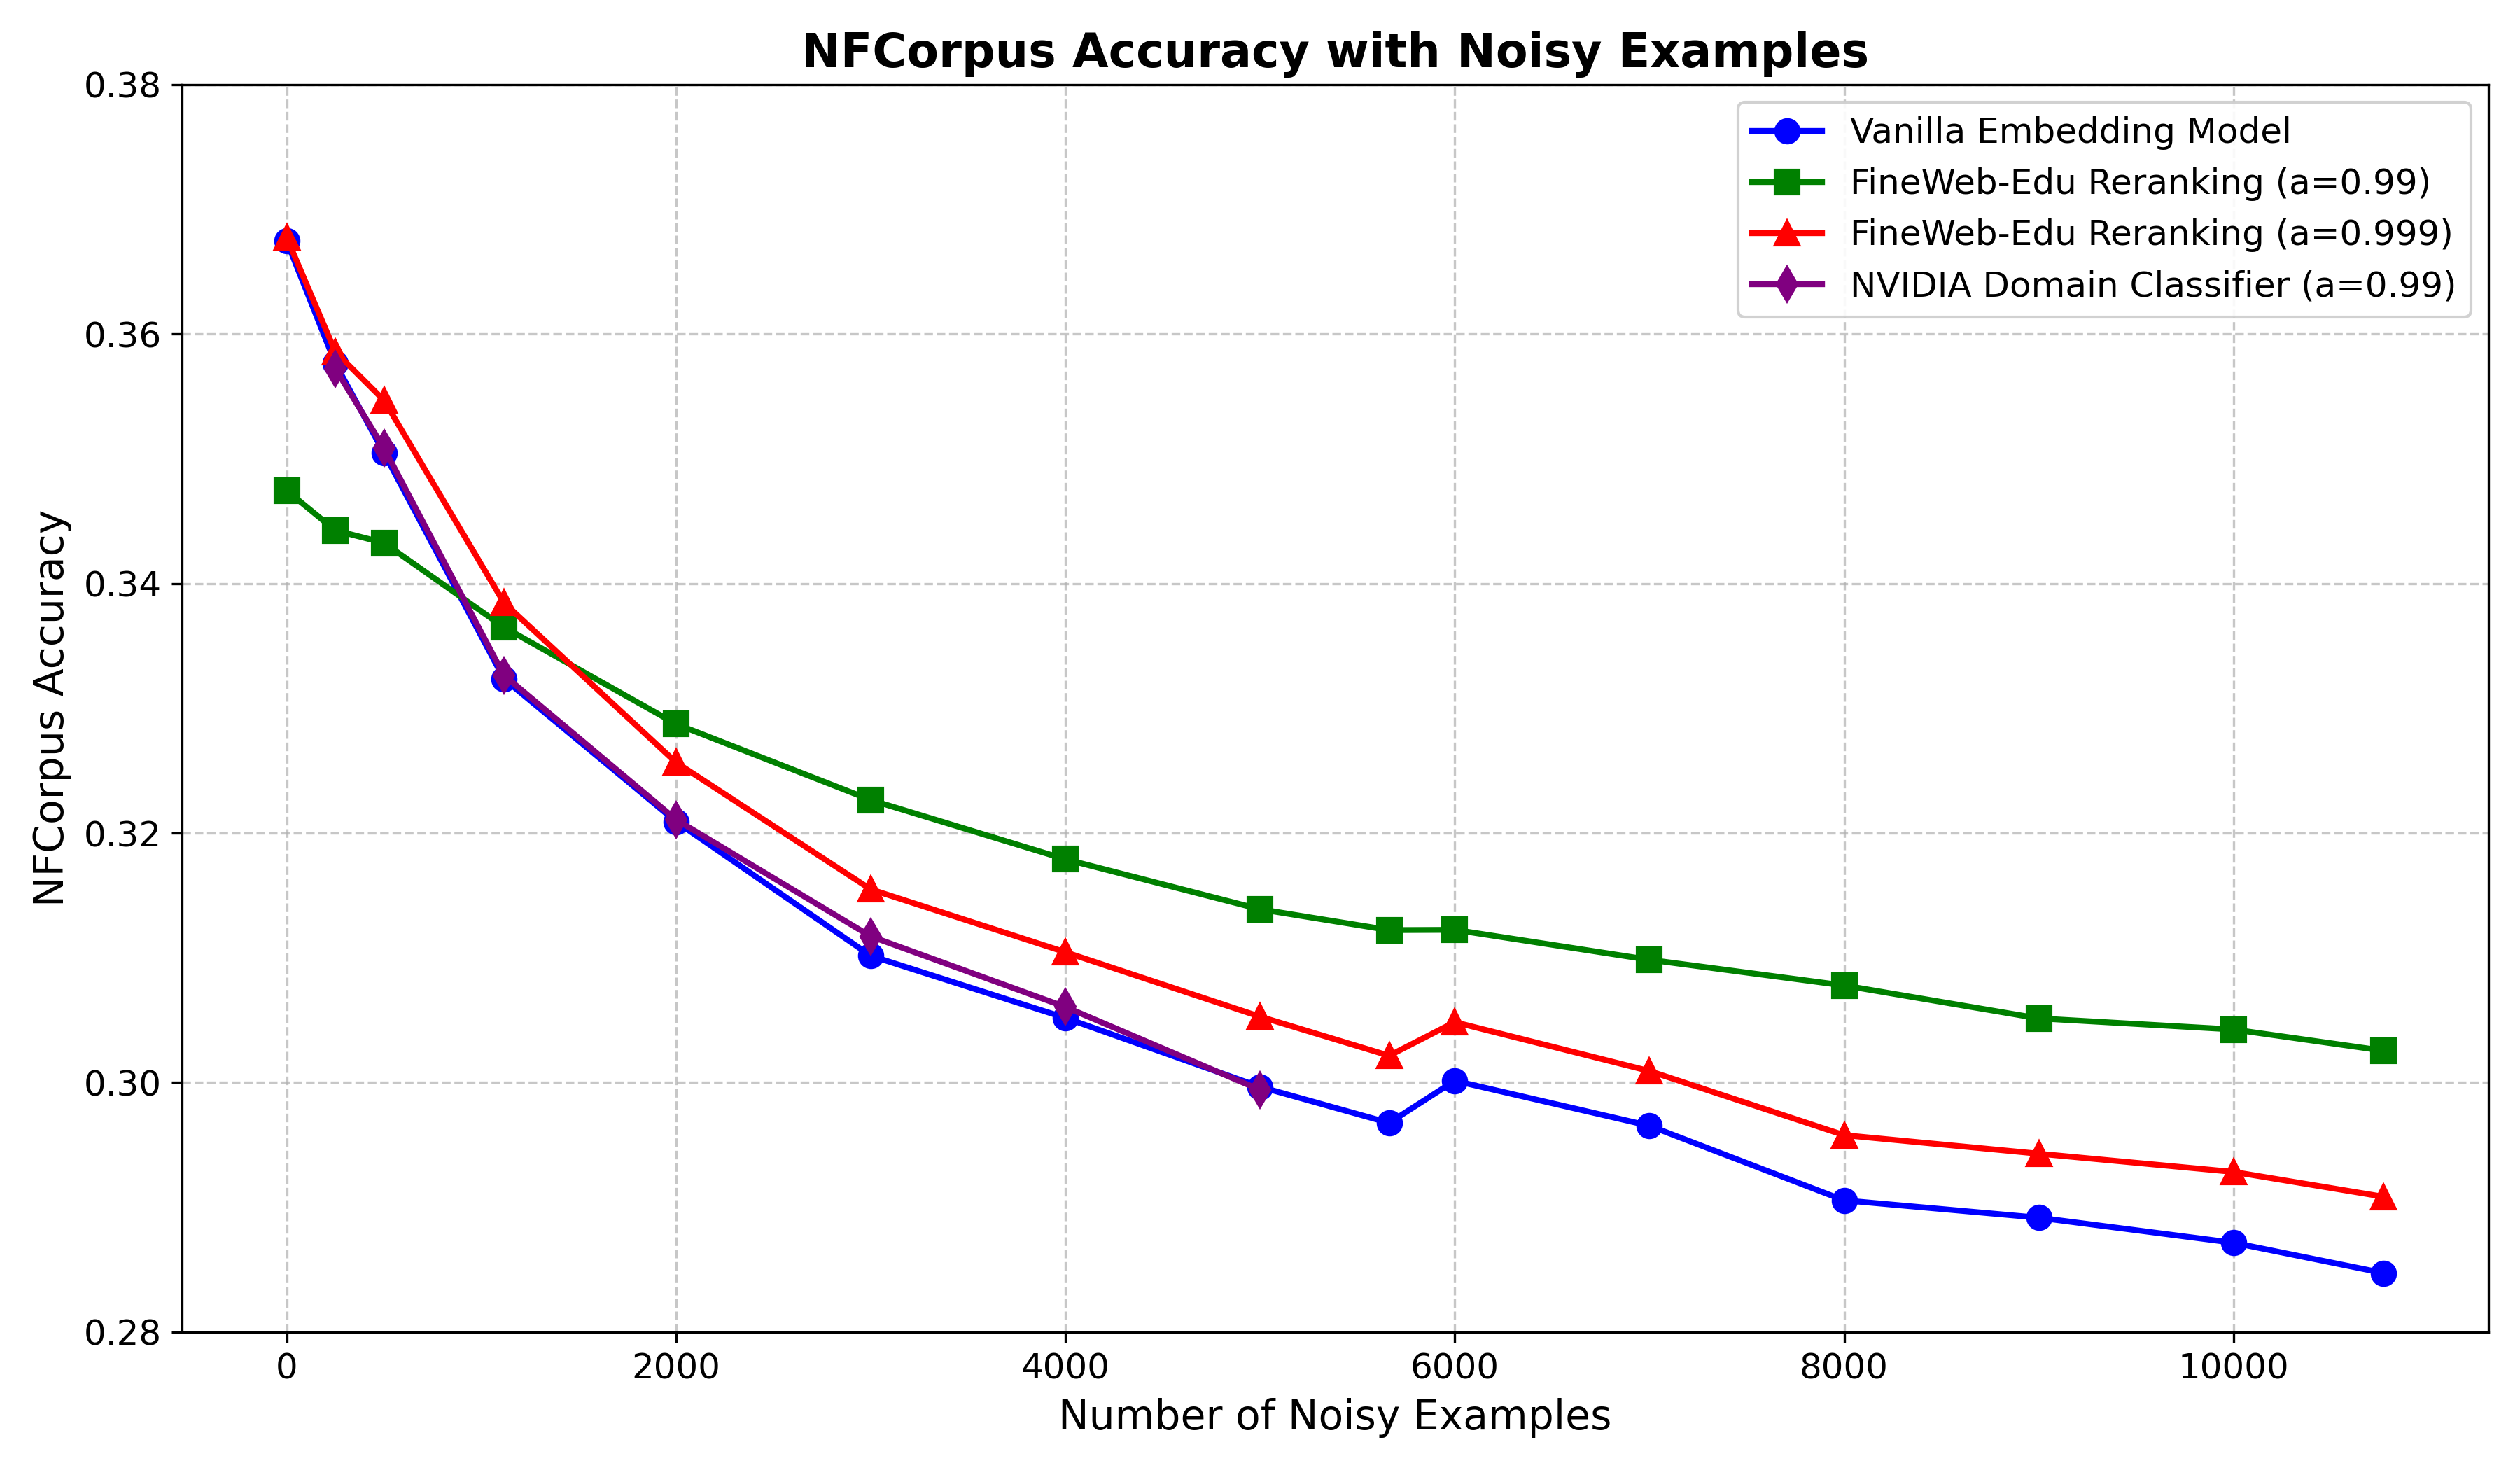 NFCorpus Accuracy with Noisy Examples
0.38
0.36
0.34
0.32
0.30
0.28
NFCorpus Accuracy
Vanilla Embedding Model
FineWeb-Edu Reranking (a=0.99)
FineWeb-Edu Reranking (a=0.999)
NVIDIA Domain Classifier (a=0.99)
0 2000 4000 6000 8000 10000
Number of Noisy Examples